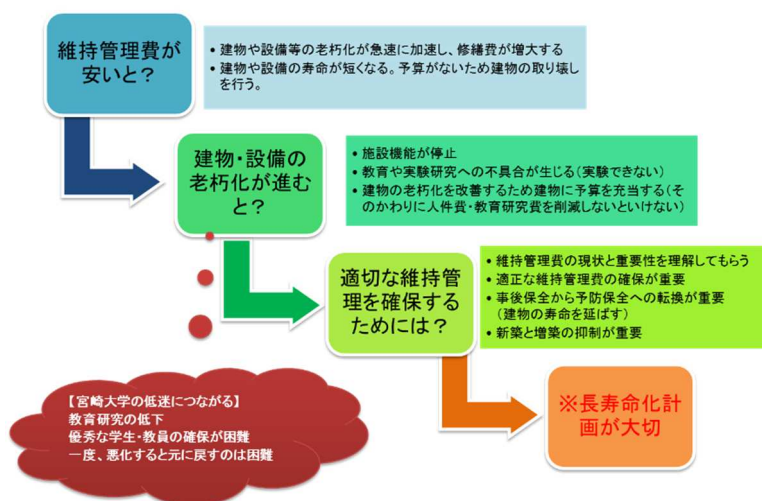 維持管理費が
安いと？
• 建物や設備等の老朽化が急速に加速し、修繕費が増大する
• 建物や設備の寿命が短くなる。予算がないため建物の取り壊し
を行う。
建物・設備の
老朽化が進む
と？
• 施設機能が停止
• 教育や実験研究への不具合が生じる（実験できない）
• 建物の老朽化を改善するため建物に予算を充当する（そ
のかわりに人件費・教育研究費を削減しないといけない）
適切な維持管
理を確保する
ためには？
• 維持管理費の現状と重要性を理解してもらう
• 適正な維持管理費の確保が重要
• 事後保全から予防保全への転換が重要
（建物の寿命を延ばす）
• 新築と増築の抑制が重要
【宮崎大学の低迷につながる】
教育研究の低下
優秀な学生・教員の確保が困難
一度、悪化すると元に戻すのは困難
※長寿命化計
画が大切